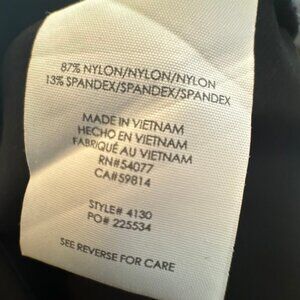 87% NYLON/NYLON/NYLON
13% SPANDEX/SPANDEX/SPANDEX
MADE IN VIETNAM
HECHO EN VIETNAM
FABRIQUÉ AU VIETNAM
RN#54077
CA#59814
STYLE# 4130
PO# 225534
SEE REVERSE FOR CARE